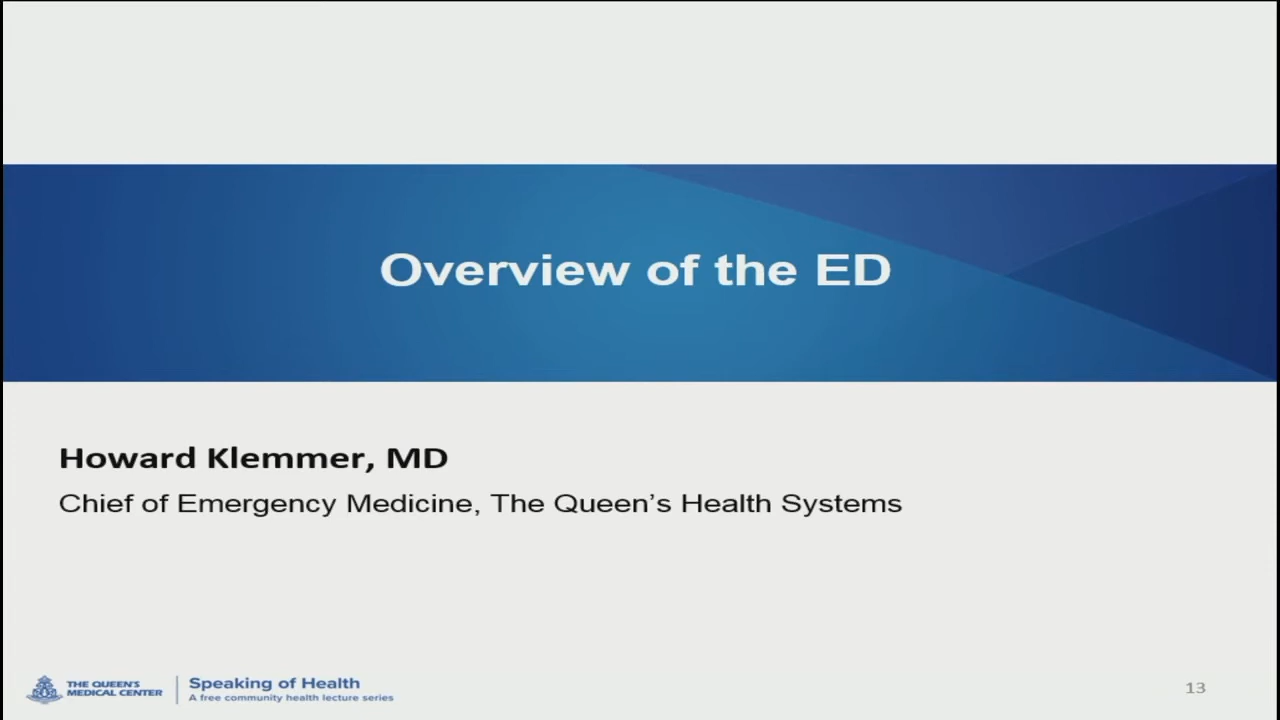 Overview of the ED
Howard Klemmer, MD
Chief of Emergency Medicine, The Queen’s Health Systems
THE QUEEN'S
MEDICAL CENTER
Speaking of Health
A free community health lecture series
13